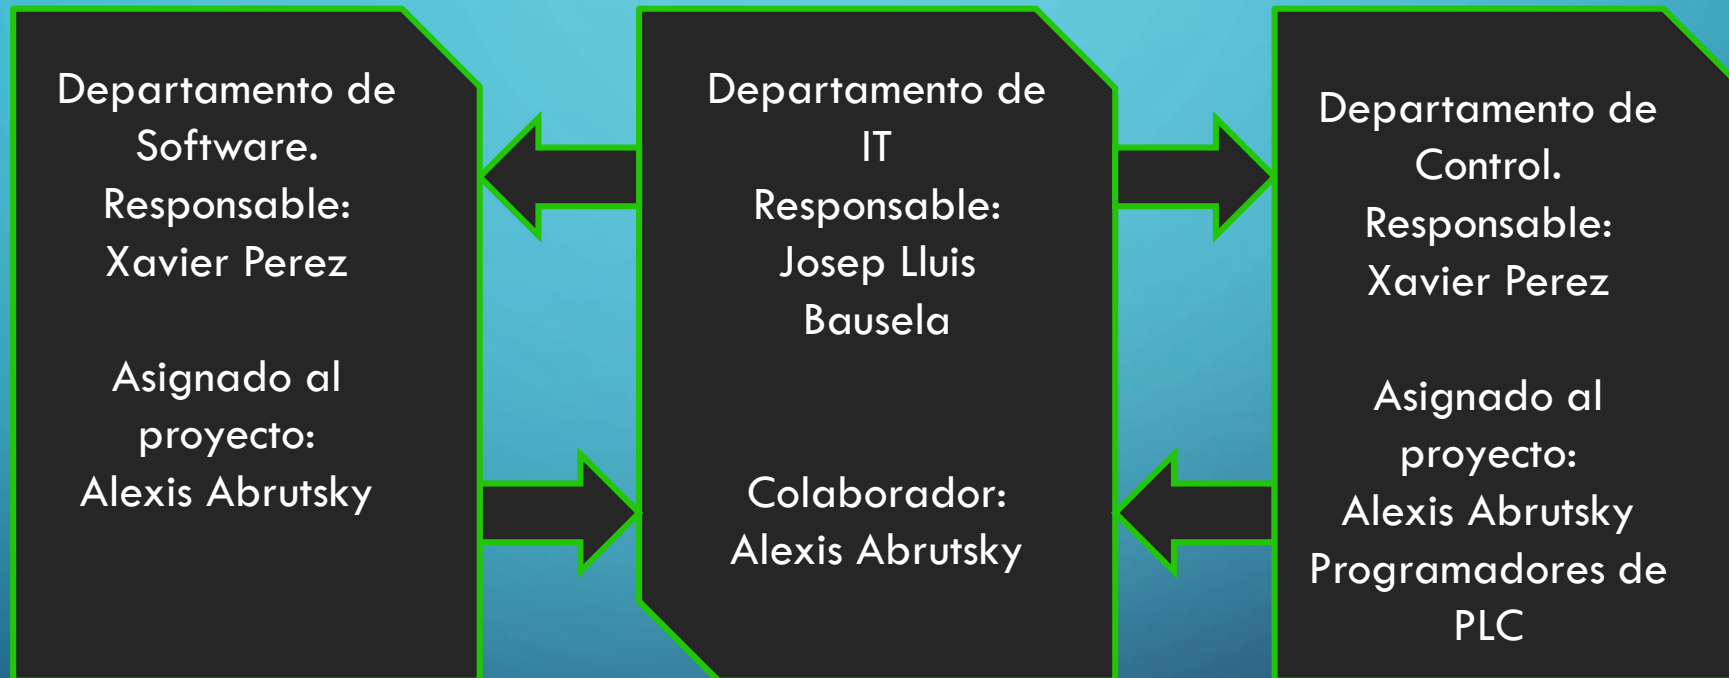 Departamento de
Software.
Responsable:
Xavier Perez
Asignado al
proyecto:
Alexis Abrutsky
Departamento de
IT
Responsable:
Josep Lluis
Bausela
Colaborador:
Alexis Abrutsky
Departamento de
Control.
Responsable:
Xavier Perez
Asignado al
proyecto:
Alexis Abrutsky
Programadores de
PLC